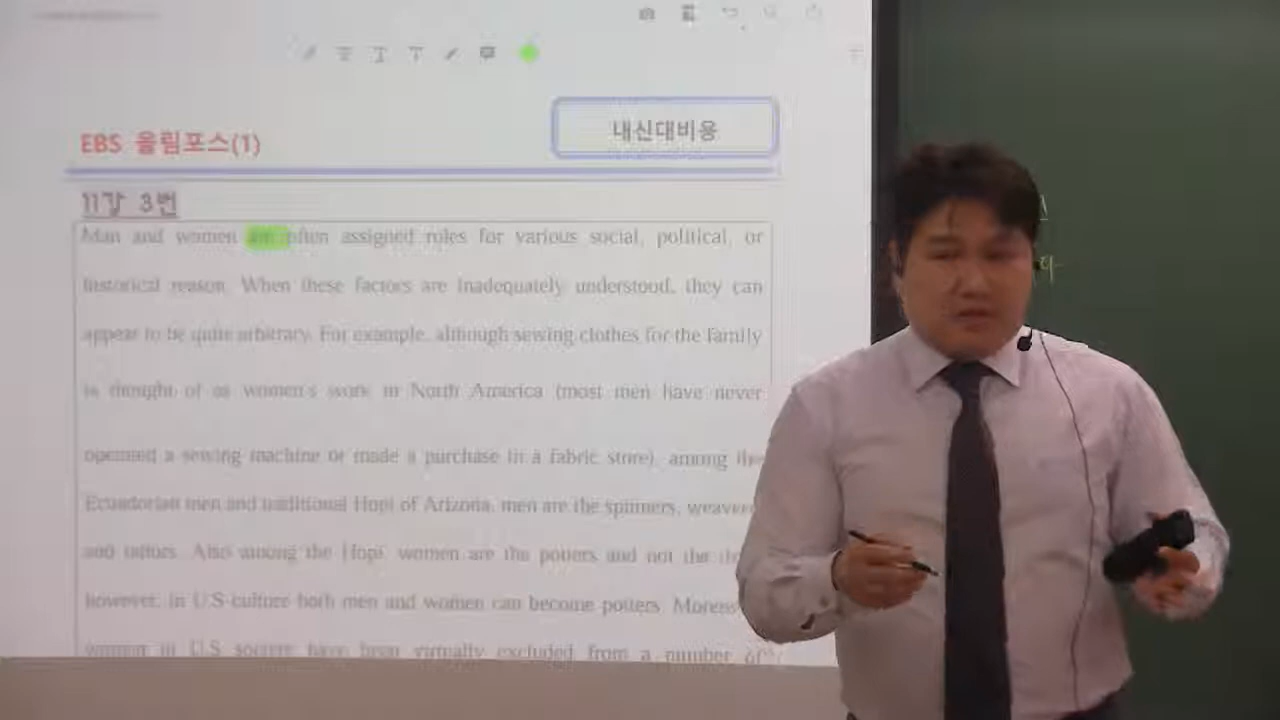 EBS 올림포스(1)
내신대비용
11강 3번
Man and women are often assigned roles for various social, political, or
historical reason. When these factors are inadequately understood, they can
appear to be quite arbitrary. For example, although sewing clothes for the family
is thought of as women's work in North America (most men have never
operated a sewing machine or made a purchase in a fabric store), among the
Ecuadorian men and traditional Hopi of Arizona, men are the spinners, weavers
and tailors. Also among the Hopi, women are the potters and not the
however, in U.S culture both men and women can become potters.
women in U.S society have been virtually excluded from a number of